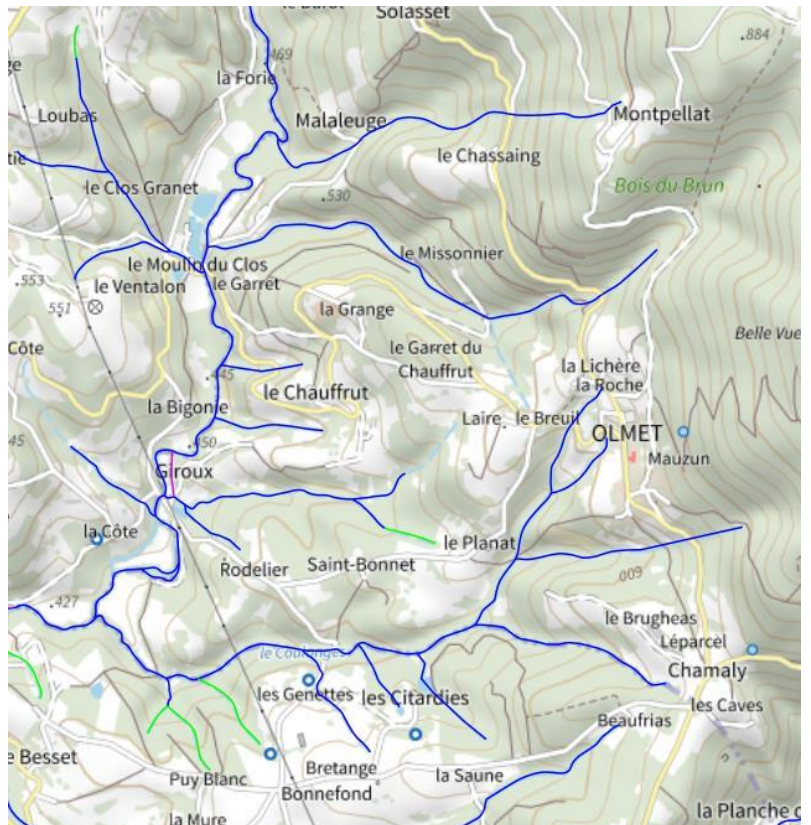 Solasset
.884
.469
la Forie
Loubas
Malaleuge
Montpellat
le Chassaing
Bois du Brun
le Clos Granet
.530
le Missonnier
le Moulin du Clos
.553
le Ventalon
le Garret
551
la Grange
Belle Vue
Côte
le Garret du
Chauffrut
la Lichère
la Roche
.445
le Chauffrut
la Bigonie
Laire
le Breuil
OLMET
45
.450
Mauzun
Giroux
la Côte
le Planat
Saint-Bonnet
Rodelier
009
.427
le Brugheas
Léparcel
le Coulanges
Chamaly
les Genettes
les Citardies
les Caves
Beaufrias
e Besset
Puy Blanc
Bretange
la Saune
Bonnefond
la Mure
la Planche